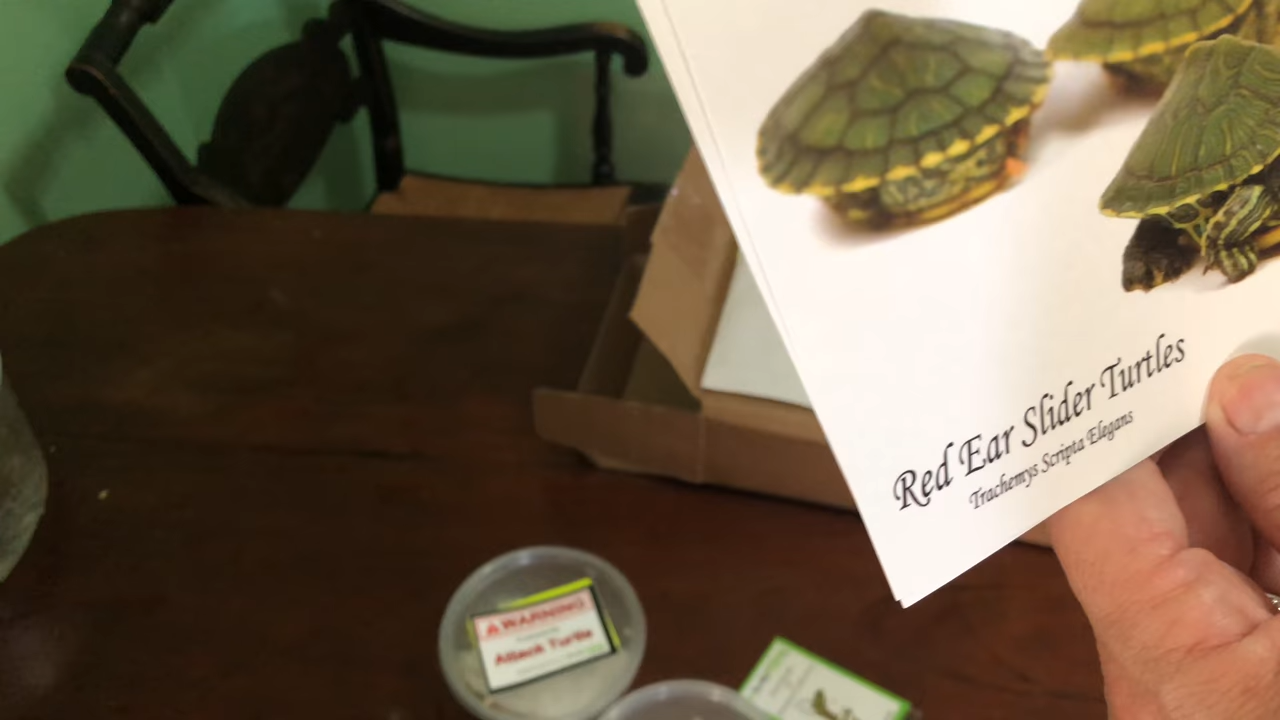 Red Ear Slider Turtles
Trachemys Scripta Elegans
WARNING
Attack Turtle